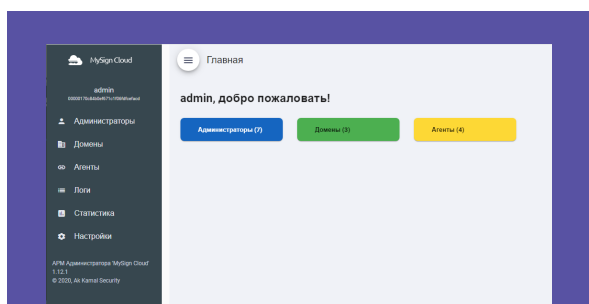 MySign Cloud
Главная
admin
admin, добро пожаловать!
Администраторы (7)
Домены (3)
Агенты (4)
Администраторы
Домены
Агенты
Логи
Статистика
Настройки
АРМ Администратора 'MySign Cloud'
1.12.1
© 2020, Ak Kamal Security